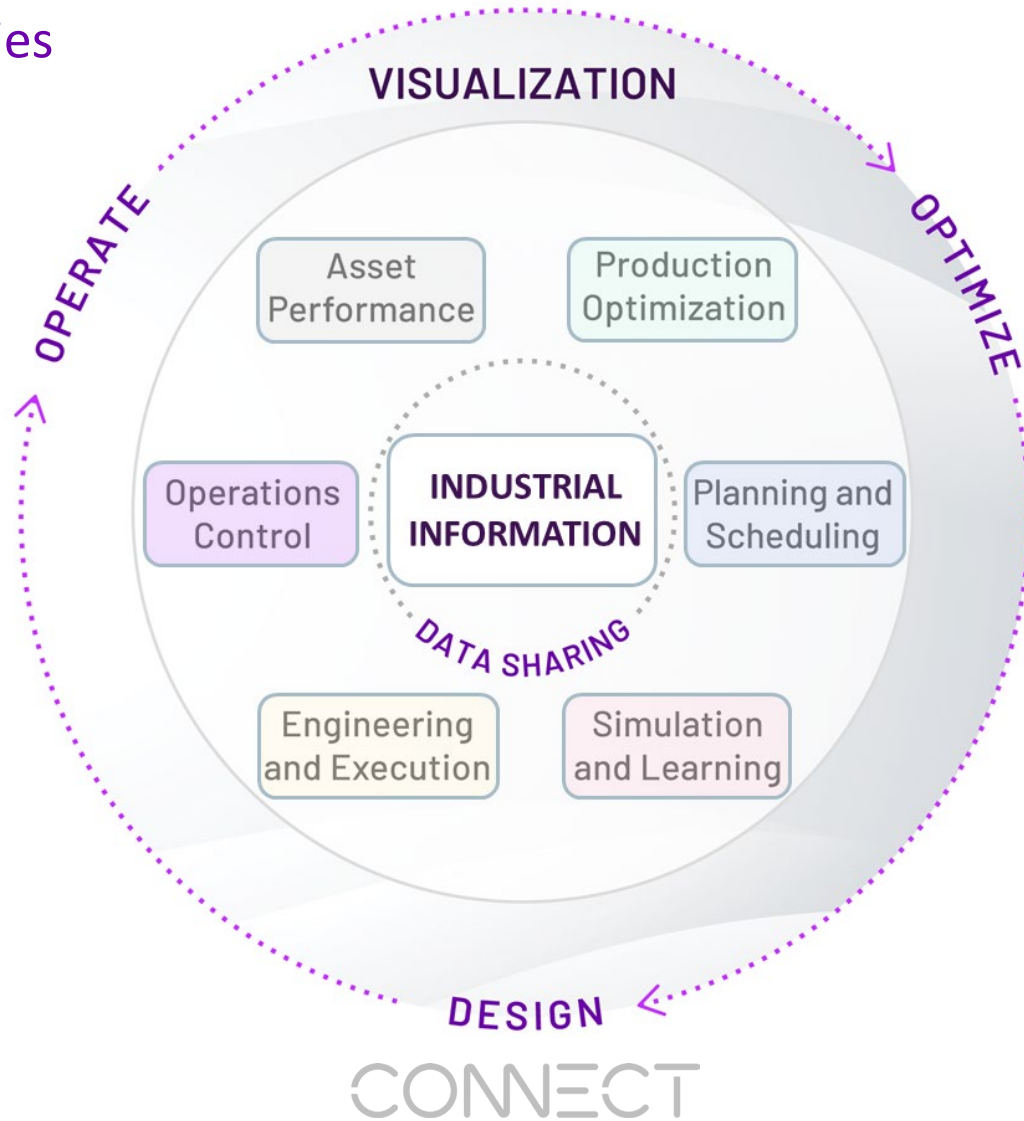 ies
VISUALIZATION
OPERATE
OPTIMIZE
Asset
Performance
Production
Optimization
Operations
Control
INDUSTRIAL
INFORMATION
Planning and
Scheduling
DATA SHARING
Engineering
and Execution
Simulation
and Learning
DESIGN
CONNECT